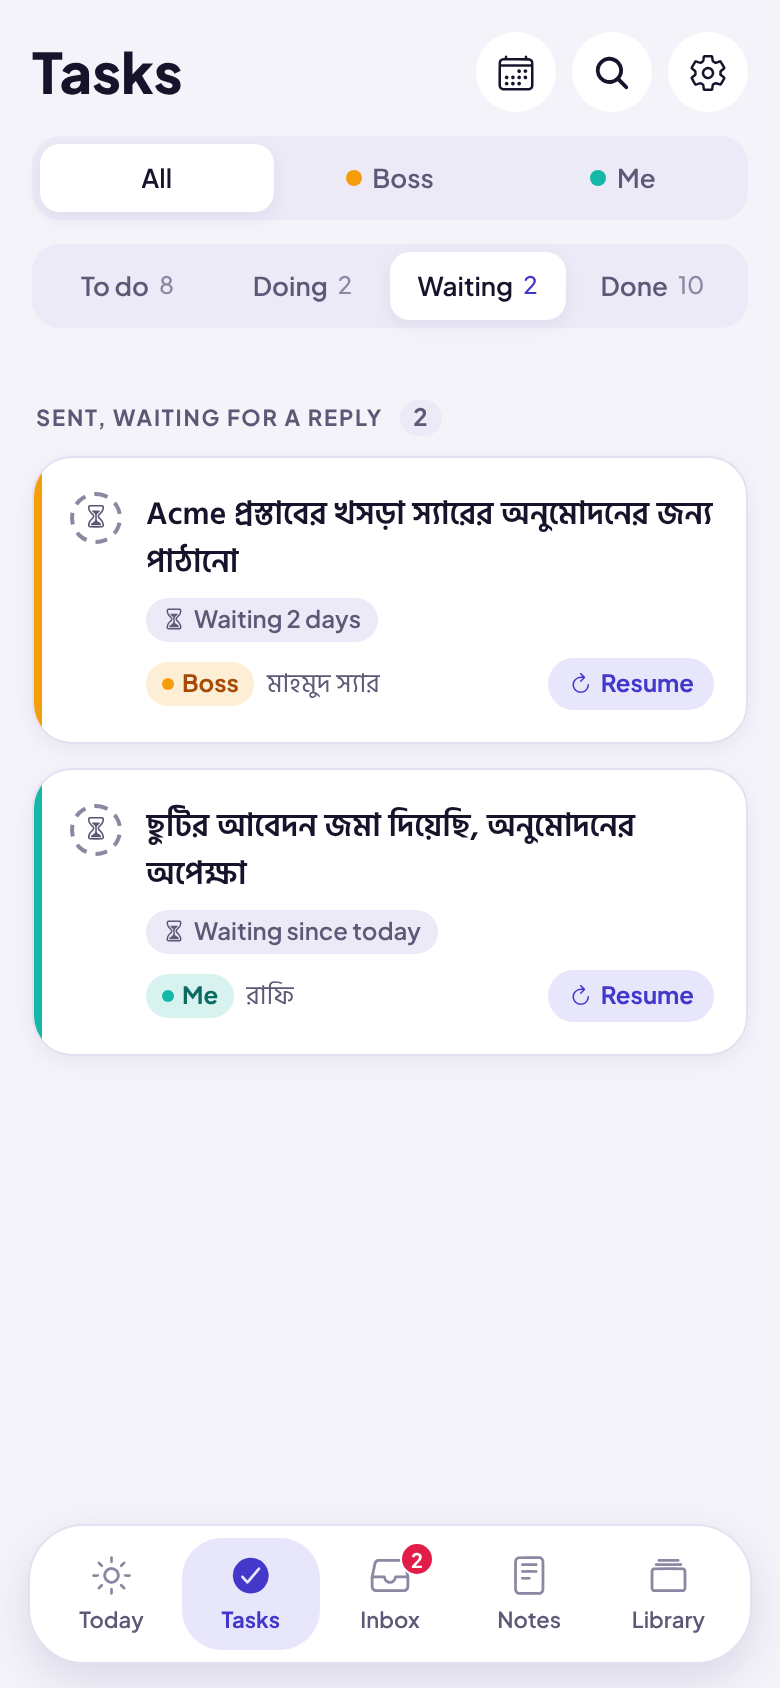 Tasks
All
Boss
Me
To do 8
Doing 2
Waiting 2
Done 10
SENT, WAITING FOR A REPLY 2
Acme প্রস্তাবের খসড়া স্যারের অনুমোদনের জন্য
পাঠানো
Waiting 2 days
Boss মাহমুদ স্যার
Resume
ছুটির আবেদন জমা দিয়েছি, অনুমোদনের
অপেক্ষা
Waiting since today
Me রাফি
Resume
2
Today
Tasks
Inbox
Notes
Library